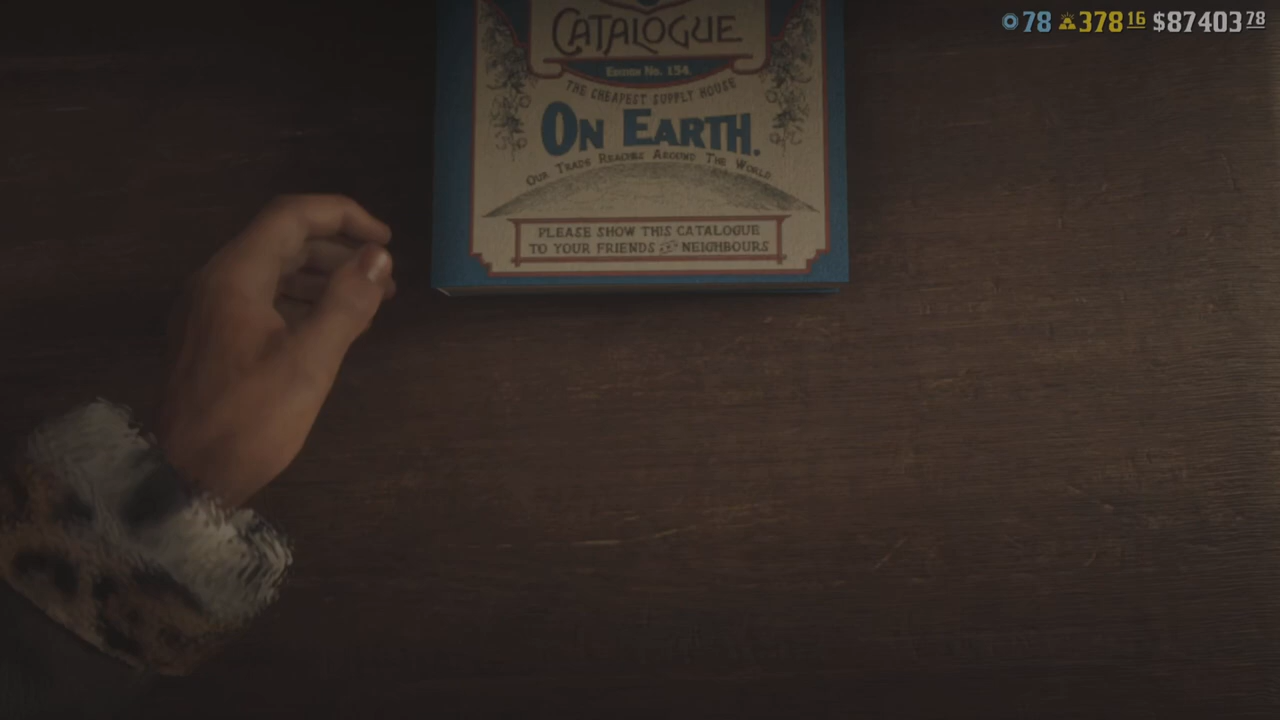 78 378 16 $87403 78
CATALOGUE
EDITION No. 154.
THE CHEAPEST SUPPLY HOUSE
ON EARTH.
OUR TRADE REACHES AROUND THE WORLD
PLEASE SHOW THIS CATALOGUE
TO YOUR FRIENDS AND NEIGHBOURS